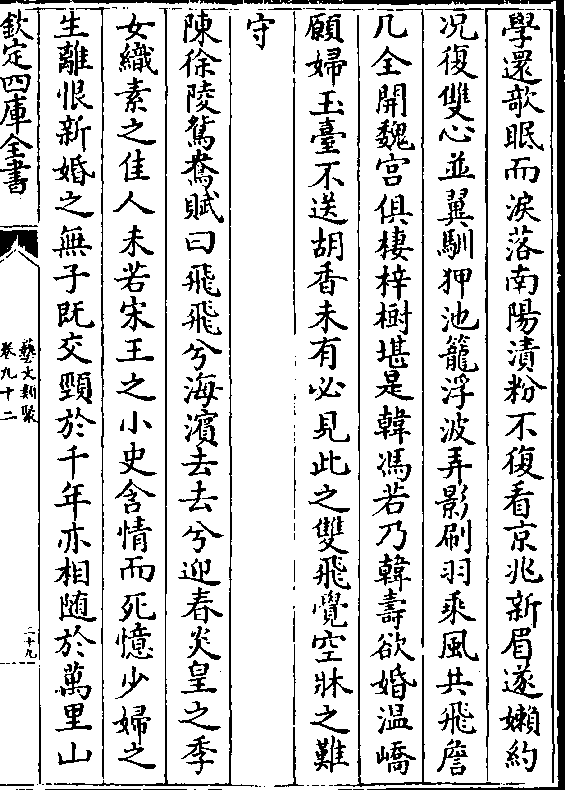 學還欹眠而淚落南陽漬粉不復看京兆新眉遂嬾約
况復雙心並翼馴狎池籠浮波弄影刷羽乘風共飛詹
几全開魏宫俱棲梓樹堪是韓馮若乃韓壽欲婚温嶠
願婦玉臺不送胡香未有必見此之雙飛覺空牀之難
守
陳徐陵鴛鴦賦曰飛飛兮海濵去去兮迎春炎皇之季
女織素之佳人未若宋王之小史含情而死憶少婦之
生離恨新婚之無子既交頸於千年亦相随於萬里山
欽定四庫全書
藝文類聚
卷九十二
二十九